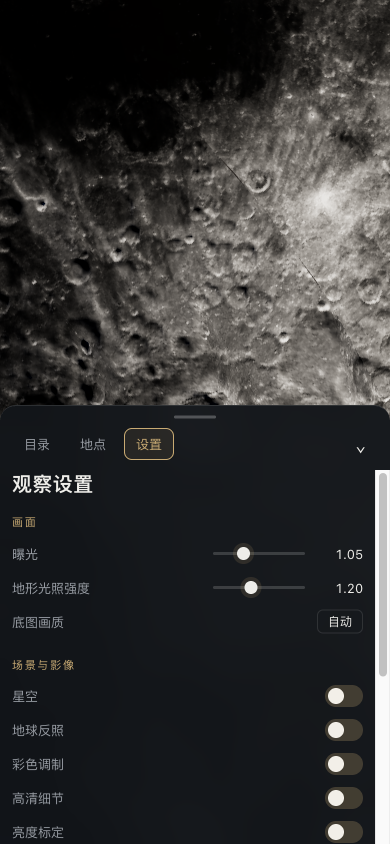 目录 地点 设置
观察设置
画面
曝光 1.05
地形光照强度 1.20
底图画质 自动
场景与影像
星空
地球反照
彩色调制
高清细节
亮度标定